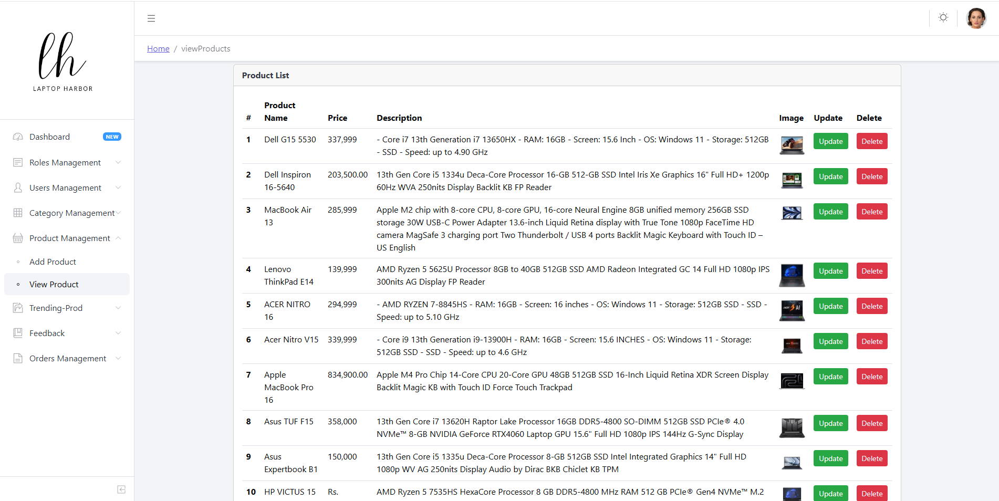 lh
LAPTOP HARBOR
Dashboard NEW
Roles Management
Users Management
Category Management
Product Management
Add Product
View Product
Trending-Prod
Feedback
Orders Management
Home / viewProducts
Product List
# Product Name Price Description Image Update Delete
1 Dell G15 5530 337,999 - Core i7 13th Generation i7 13650HX - RAM: 16GB - Screen: 15.6 Inch - OS: Windows 11 - Storage: 512GB
- SSD - Speed: up to 4.90 GHz
Update Delete
2 Dell Inspiron
16-5640
203,500.00
13th Gen Core i5 1334u Deca-Core Processor 16-GB 512-GB SSD Intel Iris Xe Graphics 16" Full HD+ 1200p
60Hz WVA 250nits Display Backlit KB FP Reader
Update Delete
3 MacBook Air
13
285,999
Apple M2 chip with 8-core CPU, 8-core GPU, 16-core Neural Engine 8GB unified memory 256GB SSD
storage 30W USB-C Power Adapter 13.6-inch Liquid Retina display with True Tone 1080p FaceTime HD
camera MagSafe 3 charging port Two Thunderbolt / USB 4 ports Backlit Magic Keyboard with Touch ID –
US English
Update Delete
4 Lenovo
ThinkPad E14
139,999
AMD Ryzen 5 5625U Processor 8GB to 40GB 512GB SSD AMD Radeon Integrated GC 14 Full HD 1080p IPS
300nits AG Display FP Reader
Update Delete
5 ACER NITRO
16
294,999
- AMD RYZEN 7-8845HS - RAM: 16GB - Screen: 16 inches - OS: Windows 11 - Storage: 512GB SSD - SSD -
Speed: up to 5.10 GHz
AI
Update Delete
6 Acer Nitro V15 339,999 - Core i9 13th Generation i9-13900H - RAM: 16GB - Screen: 15.6 INCHES - OS: Windows 11 - Storage:
512GB SSD - SSD - Speed: up to 4.6 GHz
Update Delete
7 Apple
MacBook Pro
16
834,900.00
Apple M4 Pro Chip 14-Core CPU 20-Core GPU 48GB 512GB SSD 16-Inch Liquid Retina XDR Screen Display
Backlit Magic KB with Touch ID Force Touch Trackpad
Update Delete
8 Asus TUF F15 358,000 13th Gen Core i7 13620H Raptor Lake Processor 16GB DDR5-4800 SO-DIMM 512GB SSD PCIe® 4.0
NVMe™ 8-GB NVIDIA GeForce RTX4060 Laptop GPU 15.6" Full HD 1080p IPS 144Hz G-Sync Display
TUF
Update Delete
9 Asus
Expertbook B1
150,000
13th Gen Core i5 1335u Deca-Core Processor 8-GB 512GB SSD Intel Integrated Graphics 14" Full HD
1080p WV AG 250nits Display Audio by Dirac BKB Chiclet KB TPM
Update Delete
10 HP VICTUS 15 Rs. AMD Ryzen 5 7535HS HexaCore Processor 8 GB DDR5-4800 MHz RAM 512 GB PCIe® Gen4 NVMe™ M.2
Update Delete